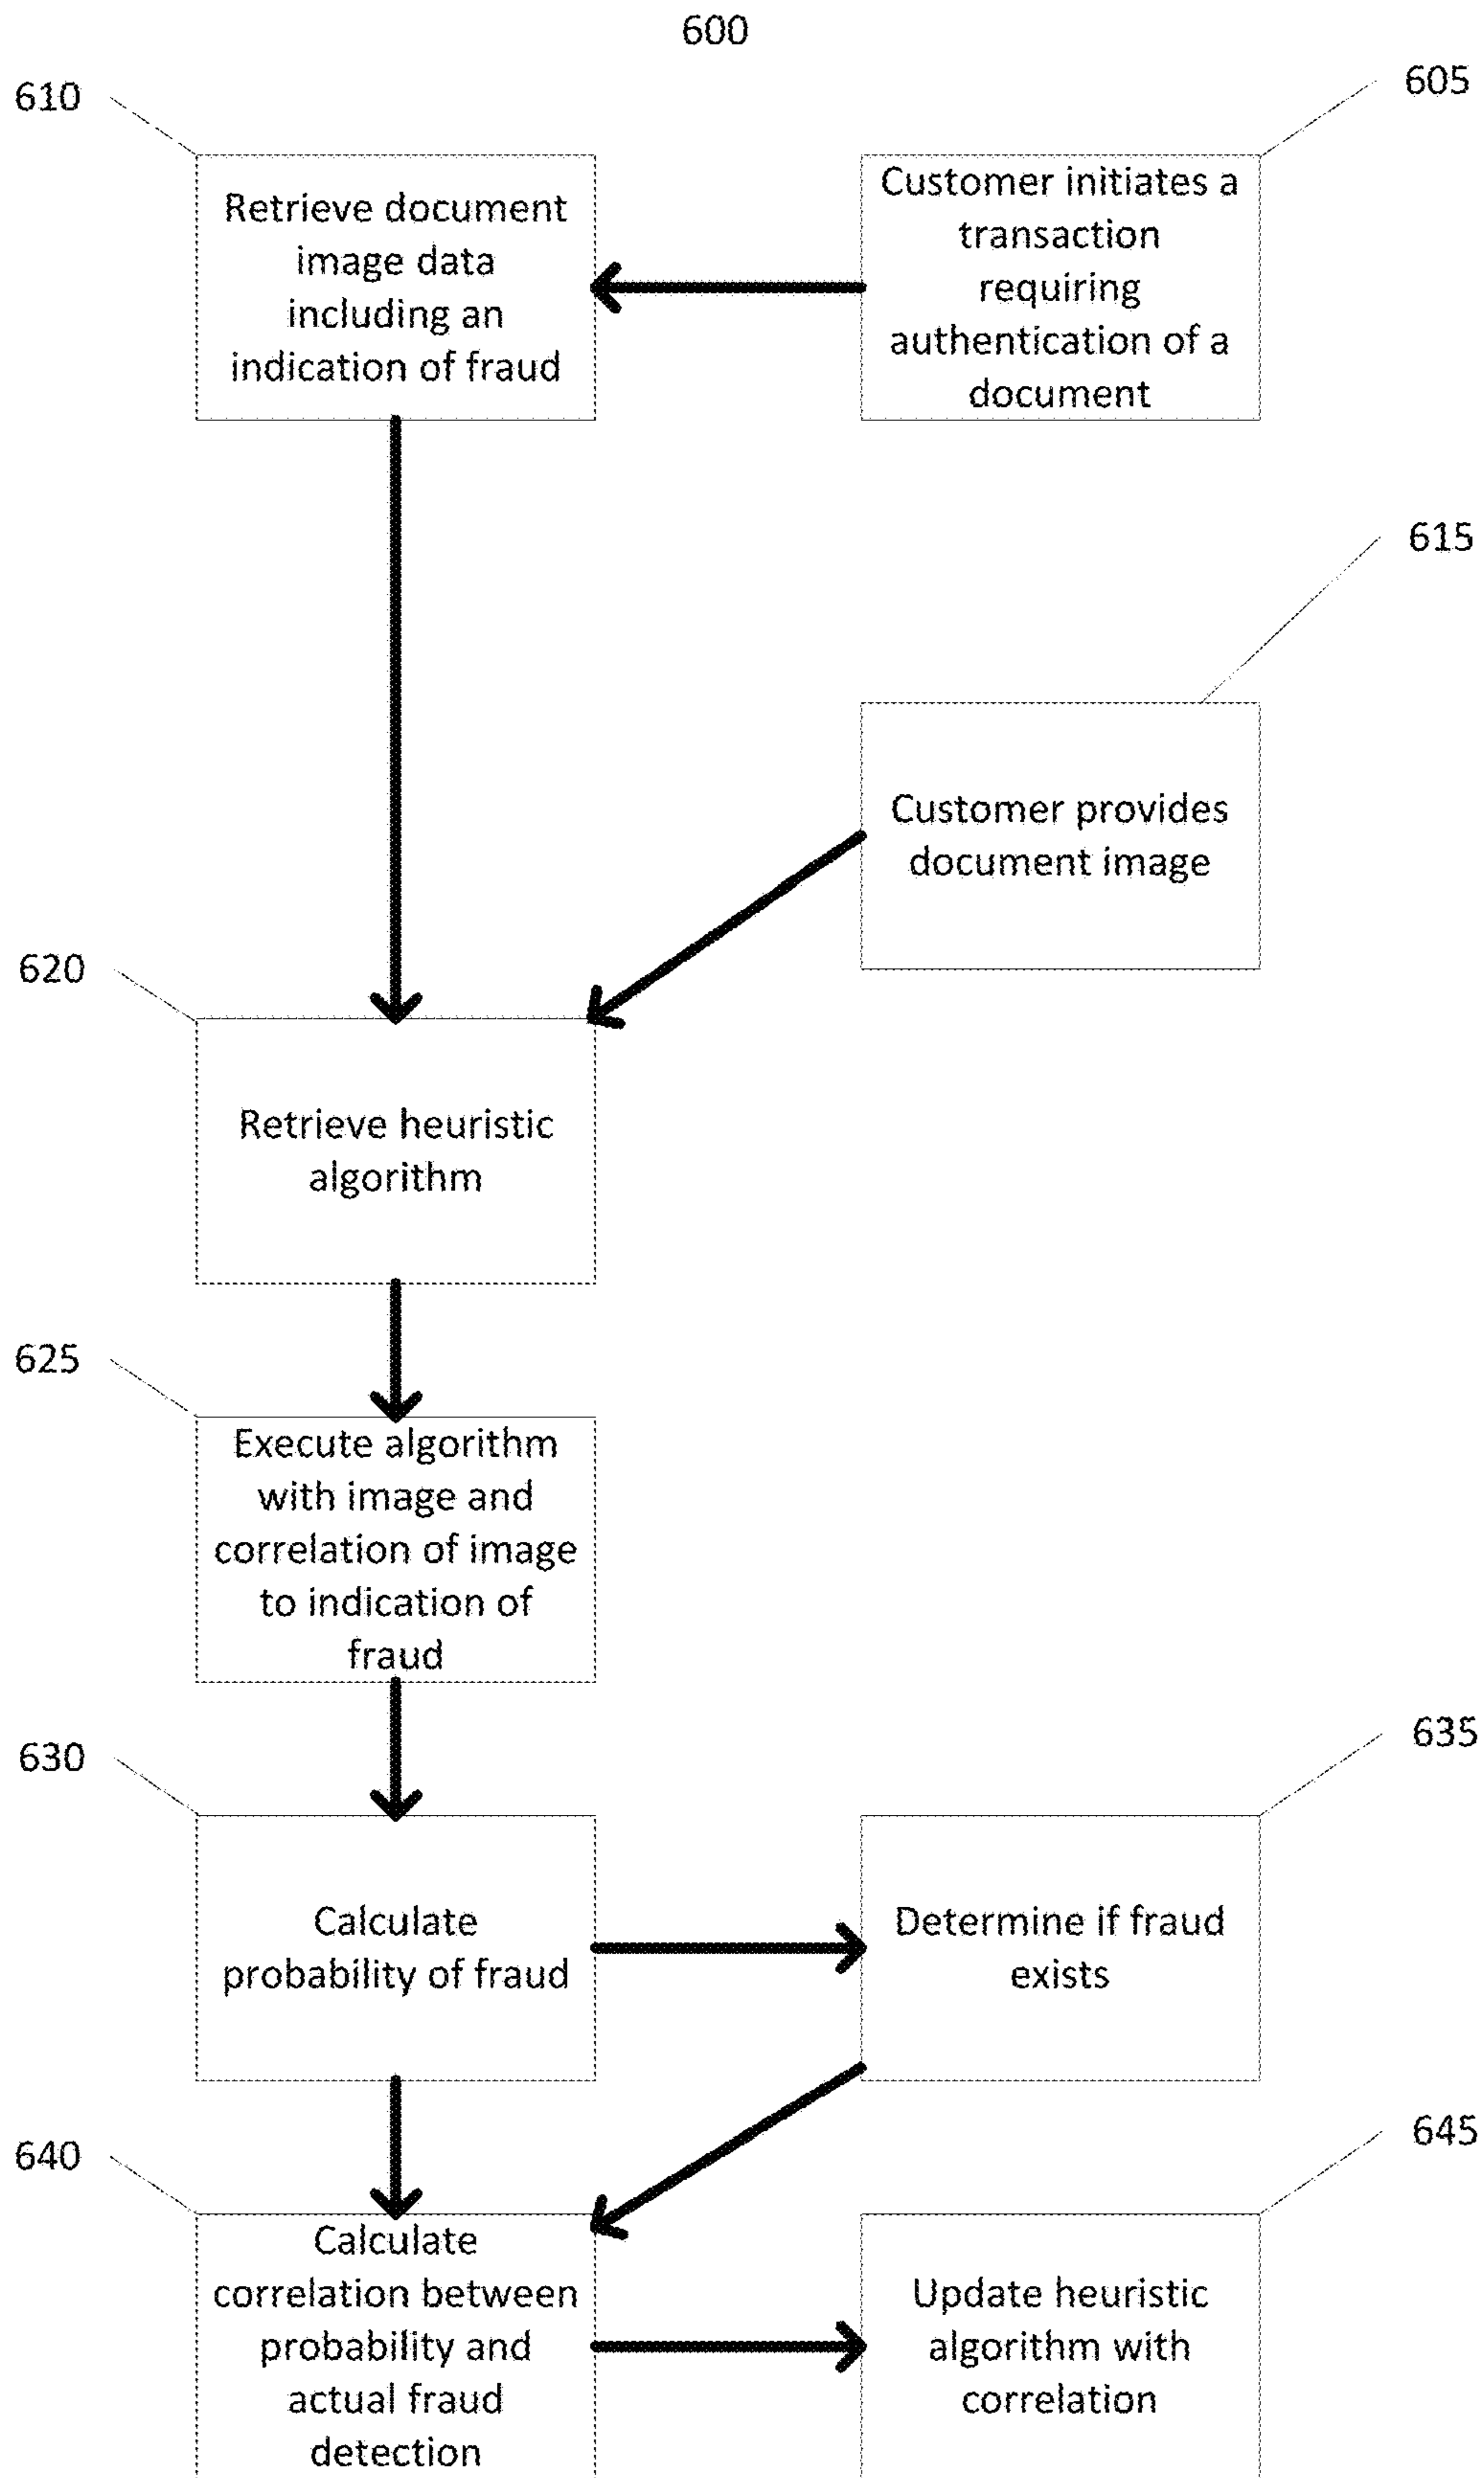 600
610
605
Retrieve document
image data
including an
indication of fraud
Customer initiates a
transaction
requiring
authentication of a
document
615
Customer provides
document image
620
Retrieve heuristic
algorithm
625
Execute algorithm
with image and
correlation of image
to indication of
fraud
630
635
Calculate
probability of fraud
Determine if fraud
exists
640
645
Calculate
correlation between
probability and
actual fraud
detection
Update heuristic
algorithm with
correlation